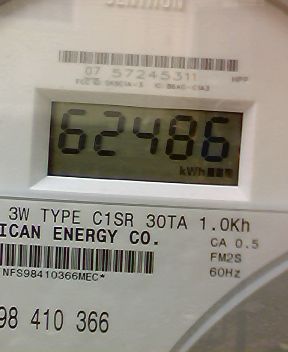 07 57245311 HPP
62486
kWh
3W TYPE C1SR 30TA 1.0Kh
ICAN ENERGY CO.
CA 0.5
FM2S
60Hz
NFS98410366MEC*
98 410 366